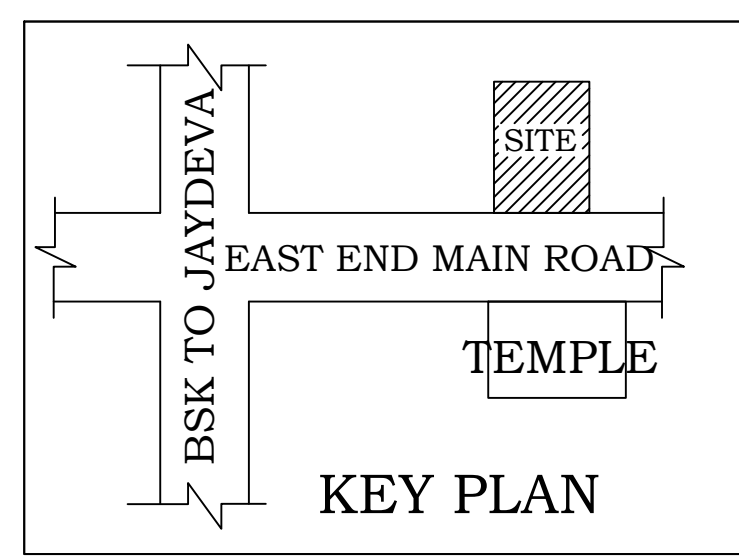 SITE
BSK TO JAYDEVA
EAST END MAIN ROAD
TEMPLE
KEY PLAN